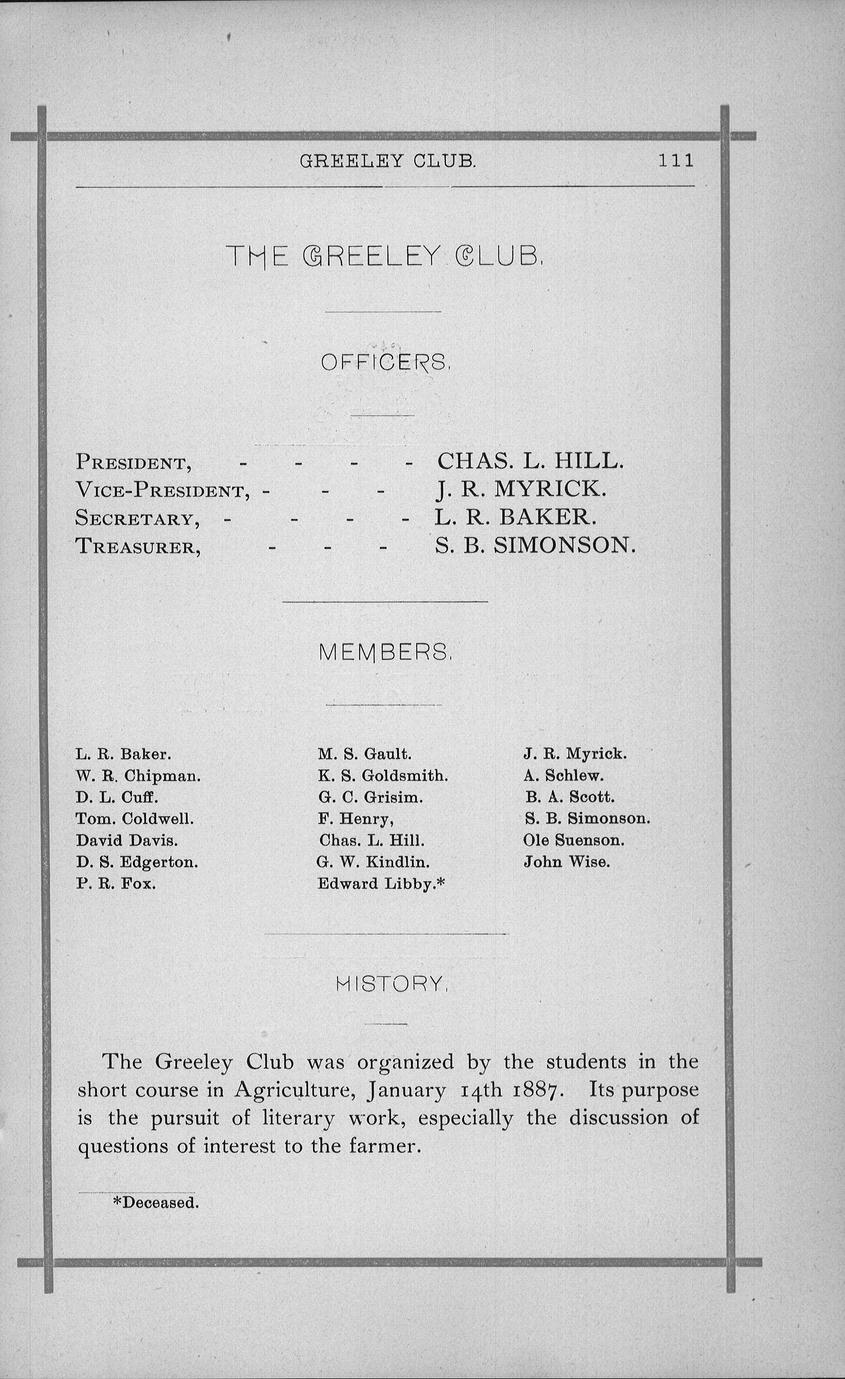 GREELEY CLUB. 111
THE GREELEY CLUB.
OFFICERS.
PRESIDENT, - - - - CHAS. L. HILL.
VICE-PRESIDENT, - - - J. R. MYRICK.
SECRETARY, - - - - L. R. BAKER.
TREASURER, - - - S. B. SIMONSON.
MEMBERS.
L. R. Baker.
W. R. Chipman.
D. L. Cuff.
Tom. Coldwell.
David Davis.
D. S. Edgerton.
P. R. Fox.
M. S. Gault.
K. S. Goldsmith.
G. C. Grisim.
F. Henry,
Chas. L. Hill.
G. W. Kindlin.
Edward Libby.*
J. R. Myrick.
A. Schlew.
B. A. Scott.
S. B. Simonson.
Ole Suenson.
John Wise.
HISTORY.
The Greeley Club was organized by the students in the
short course in Agriculture, January 14th 1887. Its purpose
is the pursuit of literary work, especially the discussion of
questions of interest to the farmer.
*Deceased.